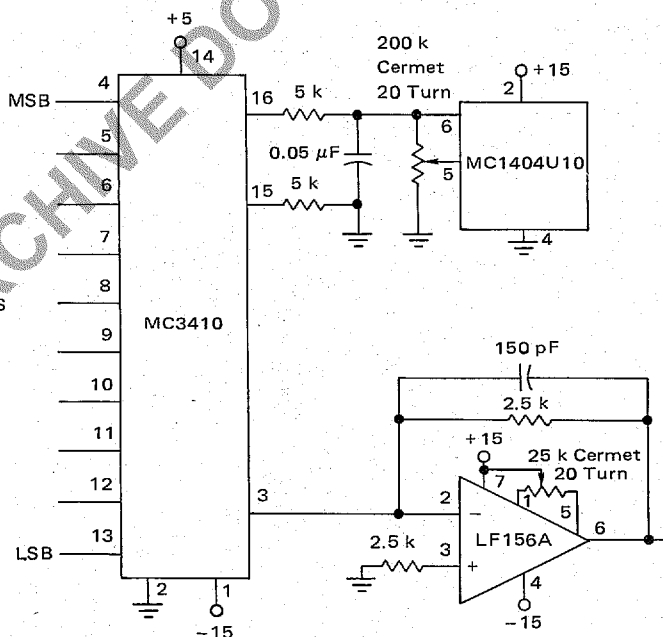 ARCHIVE DO
+5
14
200 k
Cermet
20 Turn
+15
2
MSB
4
16
5 k
6
5
0.05 µF
5
MC1404U10
6
15
5 k
7
4
8
S
MC3410
9
150 pF
10
2.5 k
11
+15
25 k Cermet
20 Turn
12
7
1
3
5
2
−
6
13
LSB
2.5 k
3
+
LF156A
2
1
4
−15
−15